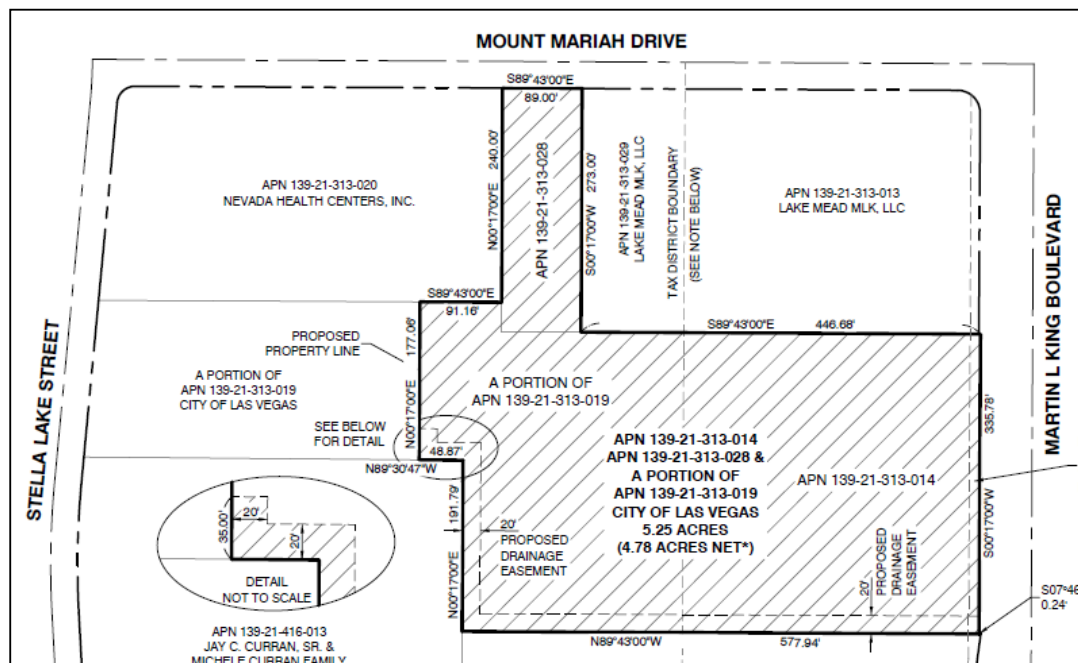 MOUNT MARIAH DRIVE
S89°43'00"E
89.00'
N00°17'00"E 240.00'
APN 139-21-313-028
S00°17'00"W 273.00'
APN 139-21-313-029
LAKE MEAD MLK, LLC
TAX DISTRICT BOUNDARY
(SEE NOTE BELOW)
APN 139-21-313-020
NEVADA HEALTH CENTERS, INC.
APN 139-21-313-013
LAKE MEAD MLK, LLC
MARTIN L KING BOULEVARD
STELLA LAKE STREET
S89°43'00"E
91.16'
S89°43'00"E 446.68'
PROPOSED
PROPERTY LINE
N00°17'00"E 177.06'
A PORTION OF
APN 139-21-313-019
CITY OF LAS VEGAS
A PORTION OF
APN 139-21-313-019
SEE BELOW
FOR DETAIL
48.87'
N89°30'47"W
APN 139-21-313-014
APN 139-21-313-028 &
A PORTION OF
APN 139-21-313-019
CITY OF LAS VEGAS
5.25 ACRES
(4.78 ACRES NET*)
APN 139-21-313-014
335.78'
S00°17'00"W
N00°17'00"E 191.79'
20'
PROPOSED
DRAINAGE
EASEMENT
20'
PROPOSED
DRAINAGE
EASEMENT
35.00'
20'
20'
DETAIL
NOT TO SCALE
S07°46
0.24'
N89°43'00"W 577.94'
APN 139-21-416-013
JAY C. CURRAN, SR. &
MICHELE CURRAN FAMILY